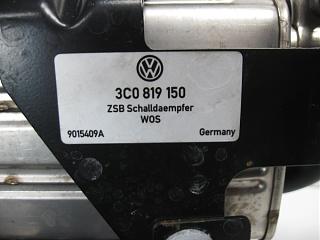 3C0 819 150
ZSB Schalldaempfer
WOS
9015409A Germany